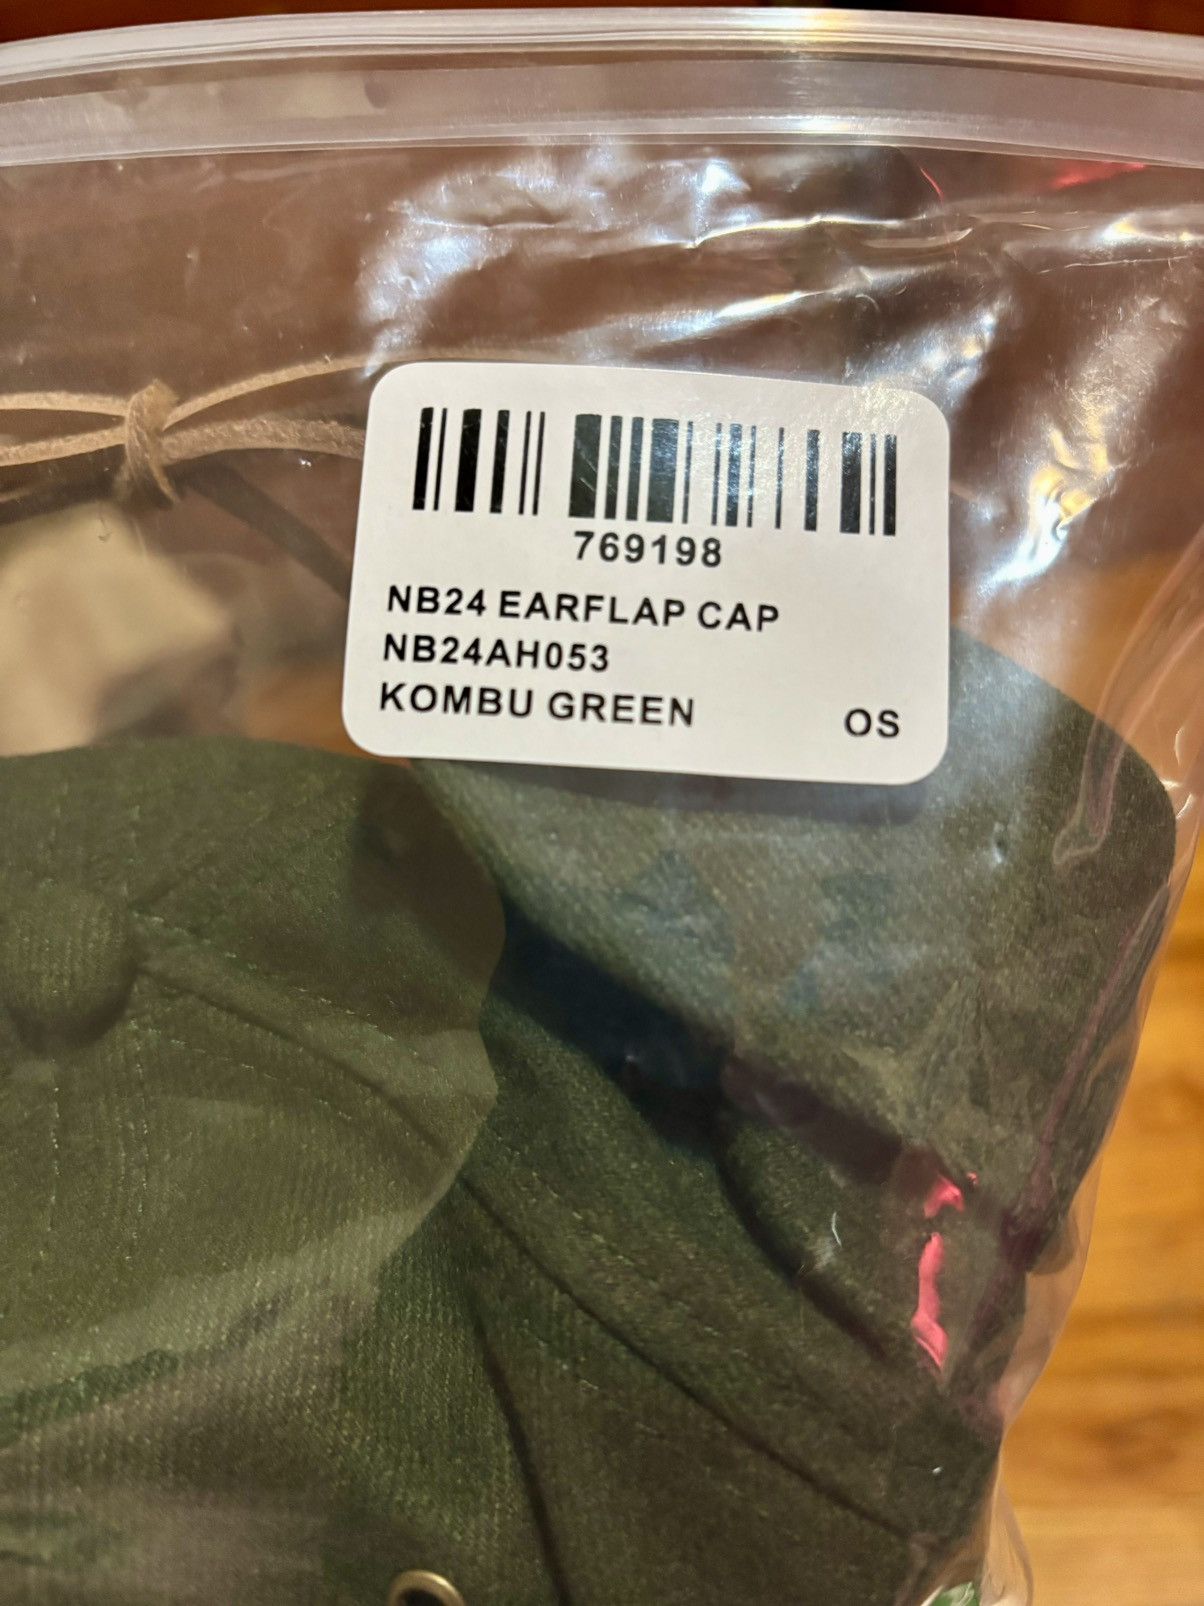 769198
NB24 EARFLAP CAP
NB24AH053
KOMBU GREEN OS